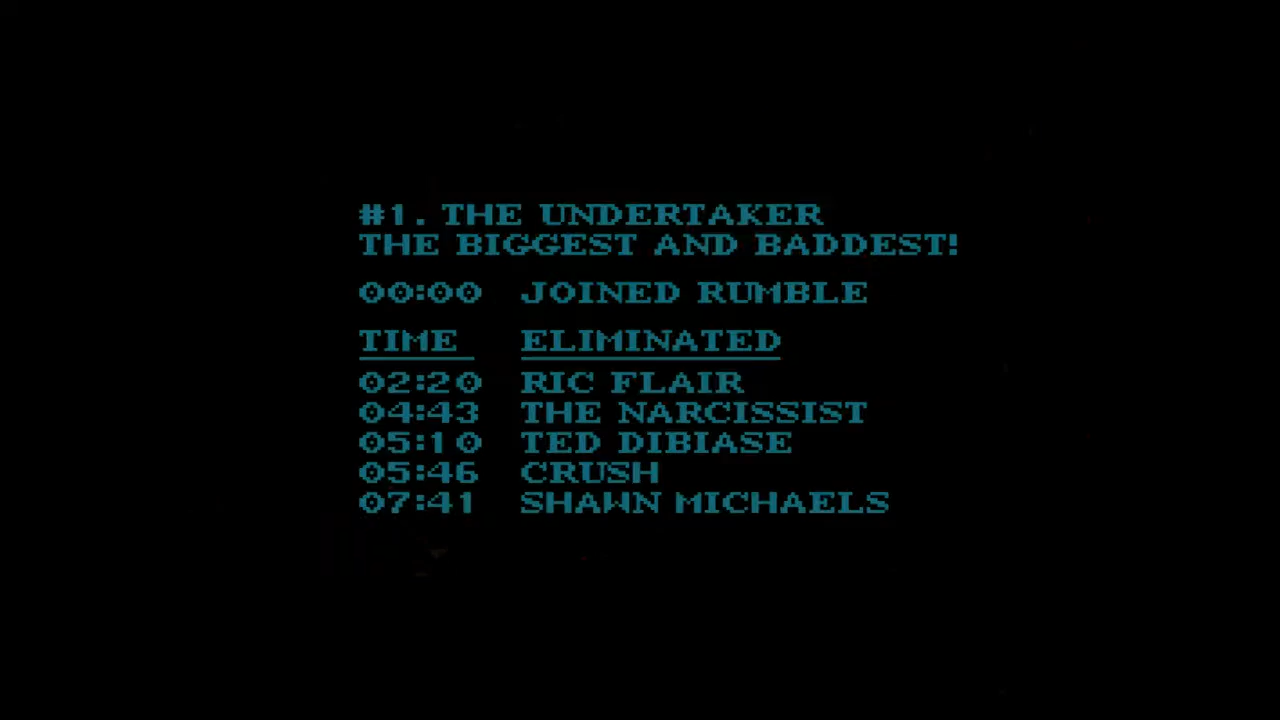 #1. THE UNDERTAKER
THE BIGGEST AND BADDEST!
00:00 JOINED RUMBLE
TIME ELIMINATED
02:20 RIC FLAIR
04:43 THE NARCISSIST
05:10 TED DIBIASE
05:46 CRUSH
07:41 SHAWN MICHAELS